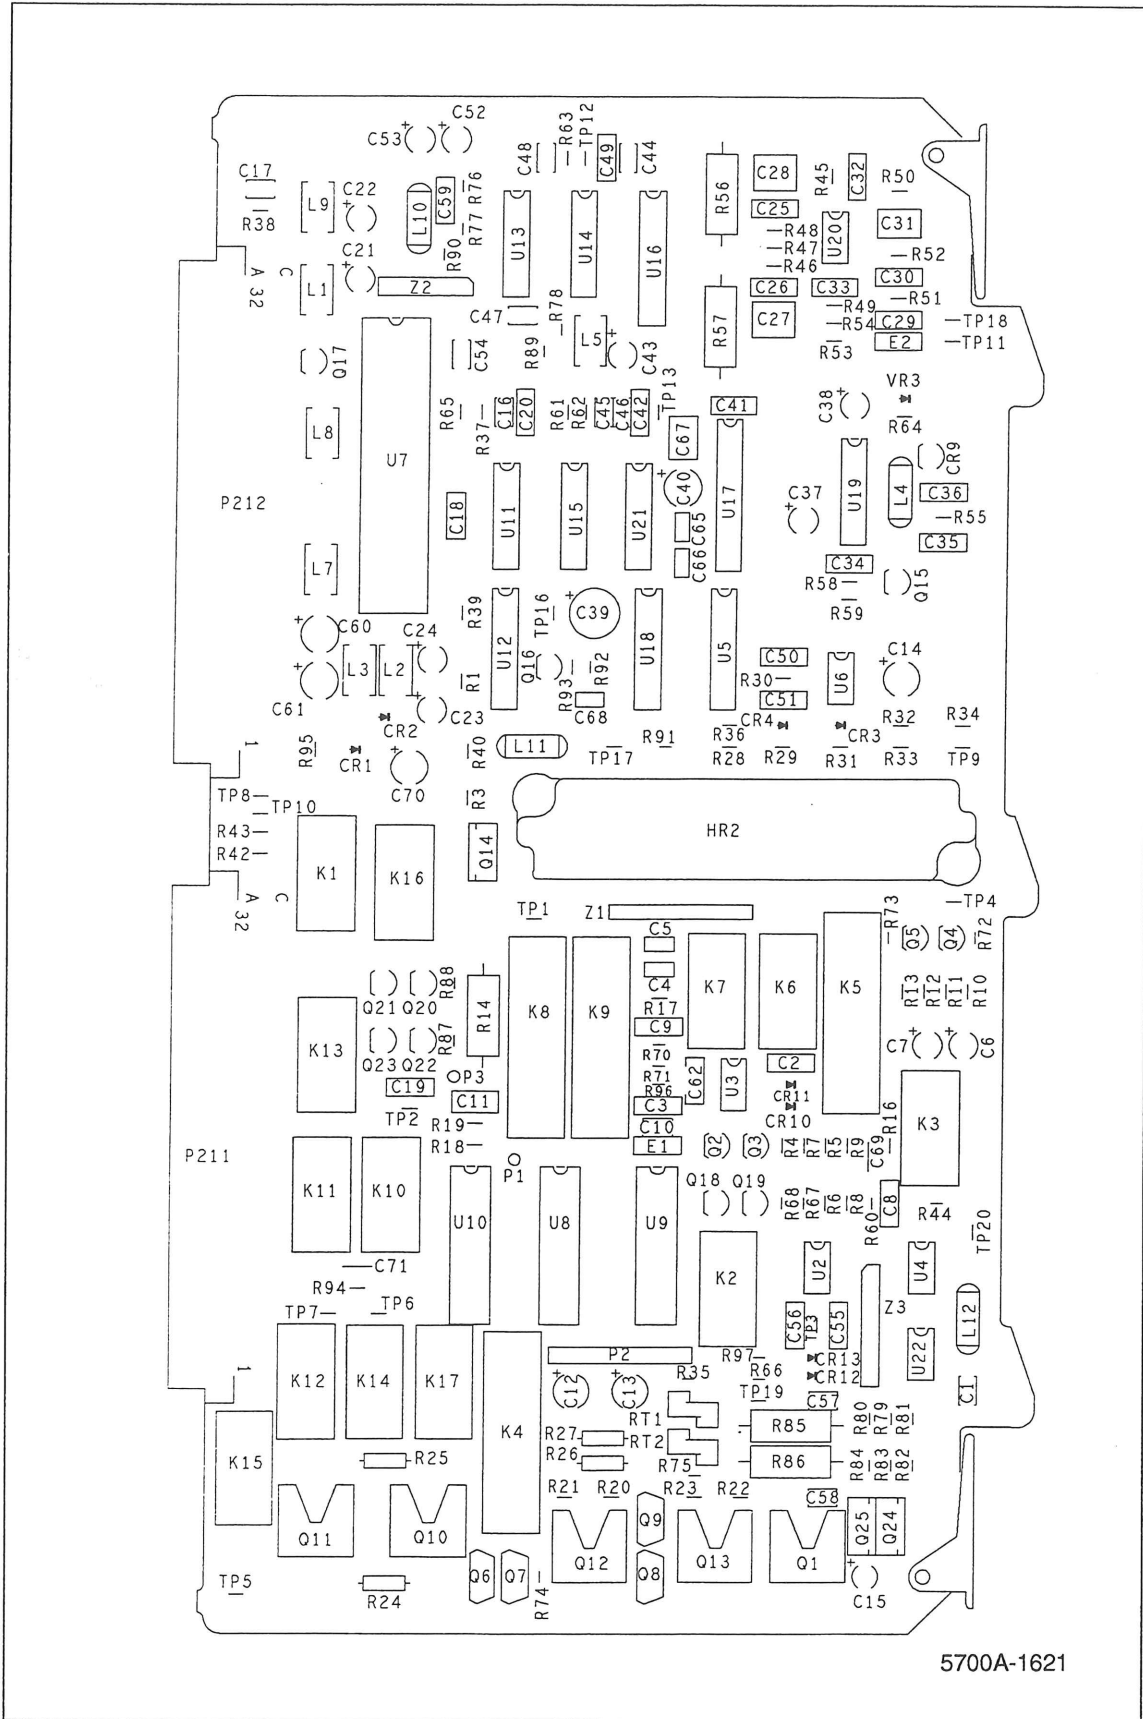 C52
C53
R63
TP12
C48
C49
C44
C17
R38
L9
C22
L10
C59
R76
R77
R90
U13
U14
U16
R56
C28
R45
C32
R50
C25
R48
R47
R46
U20
C31
R52
A
32
C
L1
C21
Z2
C26
C33
C30
R51
C47
R78
R57
C27
R49
R54
R53
C29
E2
TP18
TP11
Q17
C54
R89
L5
C43
L8
U7
R65
R37
C16
C20
R61
R62
C45
C46
C42
TP13
C67
C41
C38
VR3
R64
CR9
P212
C18
U11
U15
U21
C40
C65
C66
U17
C37
U19
L4
C36
R55
C35
L7
C34
R58
R59
Q15
C60
C61
L3
L2
C24
C23
R39
R1
U12
TP16
Q16
C39
R93
R92
C68
U18
U5
C50
R30
C51
U6
C14
CR4
CR3
R32
R34
1
R95
CR1
CR2
C70
R40
L11
TP17
R91
R36
R28
R29
R31
R33
TP9
TP8
TP10
R43
R42
K1
K16
R3
Q14
HR2
A
32
C
TP1
Z1
TP4
R73
Q5
Q4
R72
C5
C4
R17
C9
K8
K9
K7
K6
K5
R13
R12
R11
R10
Q21
Q20
R88
R14
K13
Q23
Q22
R87
C19
P3
C11
TP2
R19
R18
R70
R71
R96
C3
C10
E1
C62
U3
C2
CR11
CR10
C7
C6
R16
K3
P211
K11
K10
P1
Q2
Q3
R4
R7
R5
R9
C69
Q18
Q19
R68
R67
R6
R8
R60
C8
R44
TP20
U10
U8
U9
C71
R94
K2
U2
U4
Z3
L12
TP7
TP6
C56
TP3
C55
U22
1
K12
K14
K17
K4
P2
R35
R97
R66
TP19
CR13
CR12
C57
C1
C12
C13
RT1
RT2
R85
R80
R79
R81
K15
R25
R27
R26
R75
R86
R84
R83
R82
R21
R20
R23
R22
C58
Q11
Q10
Q12
Q9
Q13
Q1
Q25
Q24
TP5
R24
Q6
Q7
R74
Q8
C15
5700A-1621